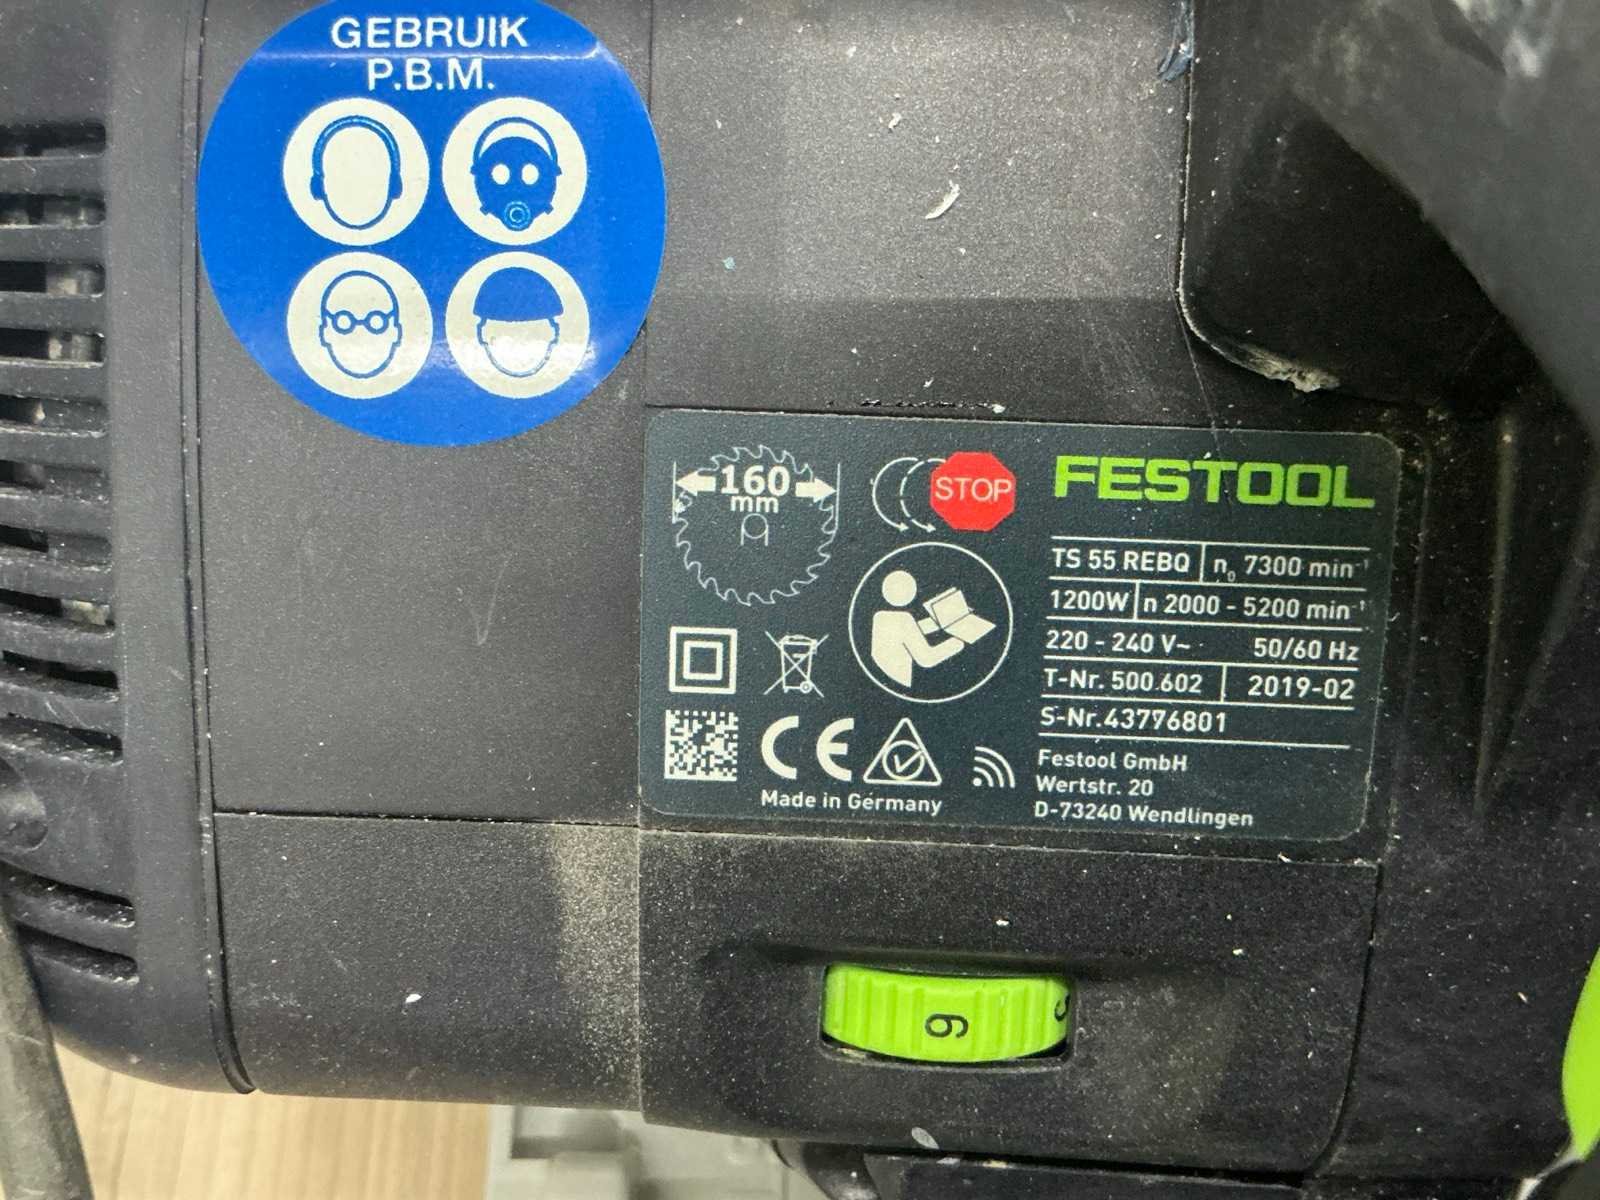 GEBRUIK
P.B.M.
160
mm
STOP
FESTOOL
TS 55 REBQ n₀ 7300 min⁻¹
1200W n 2000 - 5200 min⁻¹
220 - 240 V~ 50/60 Hz
T-Nr. 500.602 2019-02
S-Nr.43776801
CE
Made in Germany
Festool GmbH
Wertstr. 20
D-73240 Wendlingen
6